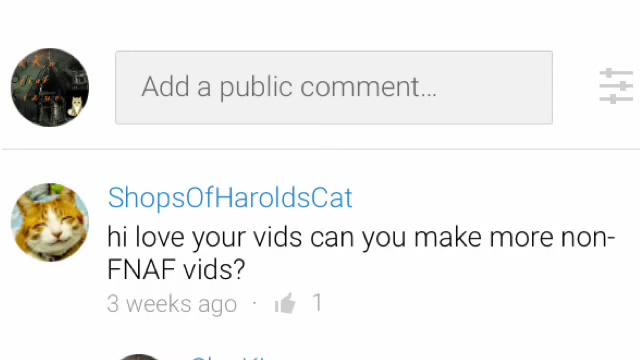 Add a public comment...
ShopsOfHaroldsCat
hi love your vids can you make more non-
FNAF vids?
3 weeks ago · 1